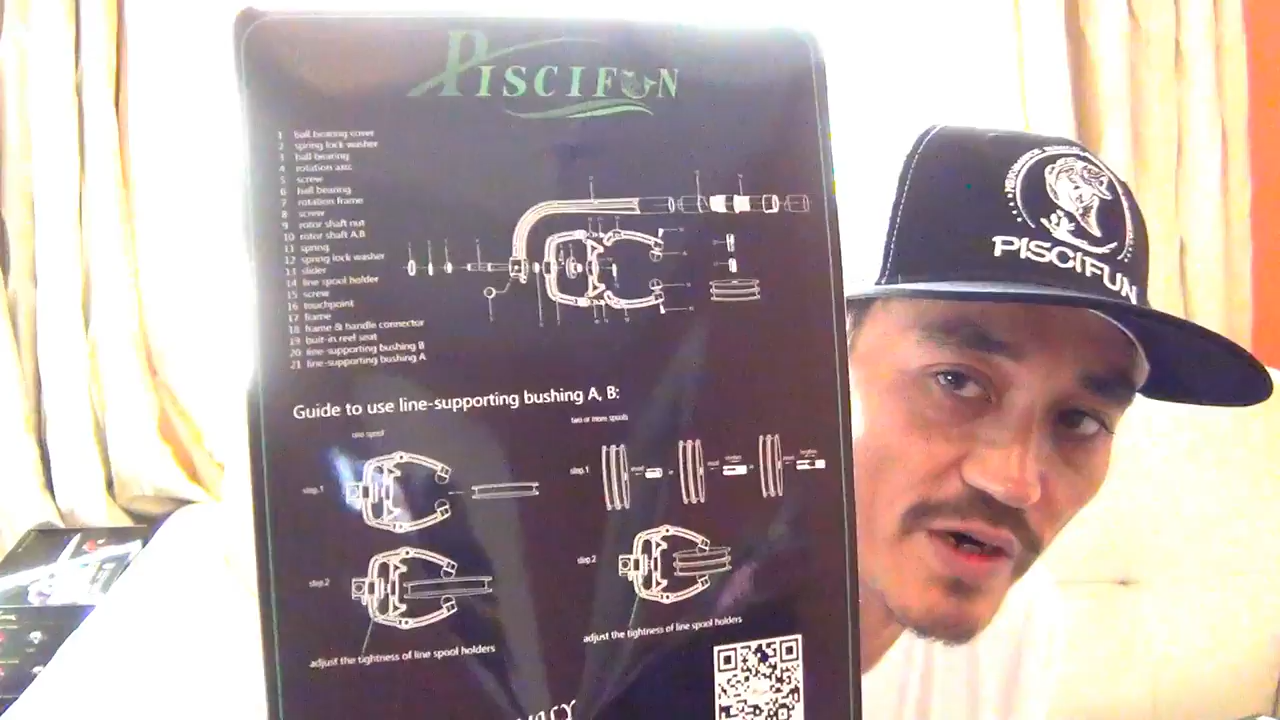 PISCIFUN
1 ball bearing cover
2 spring lock washer
3 ball bearing
4 rotation axis
5 screw
6 ball bearing
7 rotation frame
8 screw
9 rotor shaft nut
10 rotor shaft A,B
11 spring
12 spring lock washer
13 slider
14 line spool holder
15 screw
16 touchpoint
17 frame
18 frame & handle connector
19 built-in reel seat
20 line-supporting bushing B
21 line-supporting bushing A
Guide to use line-supporting bushing A, B:
one spool
two or more spools
step.1
step.1
step.2
step.2
adjust the tightness of line spool holders
adjust the tightness of line spool holders
PISCIFUN